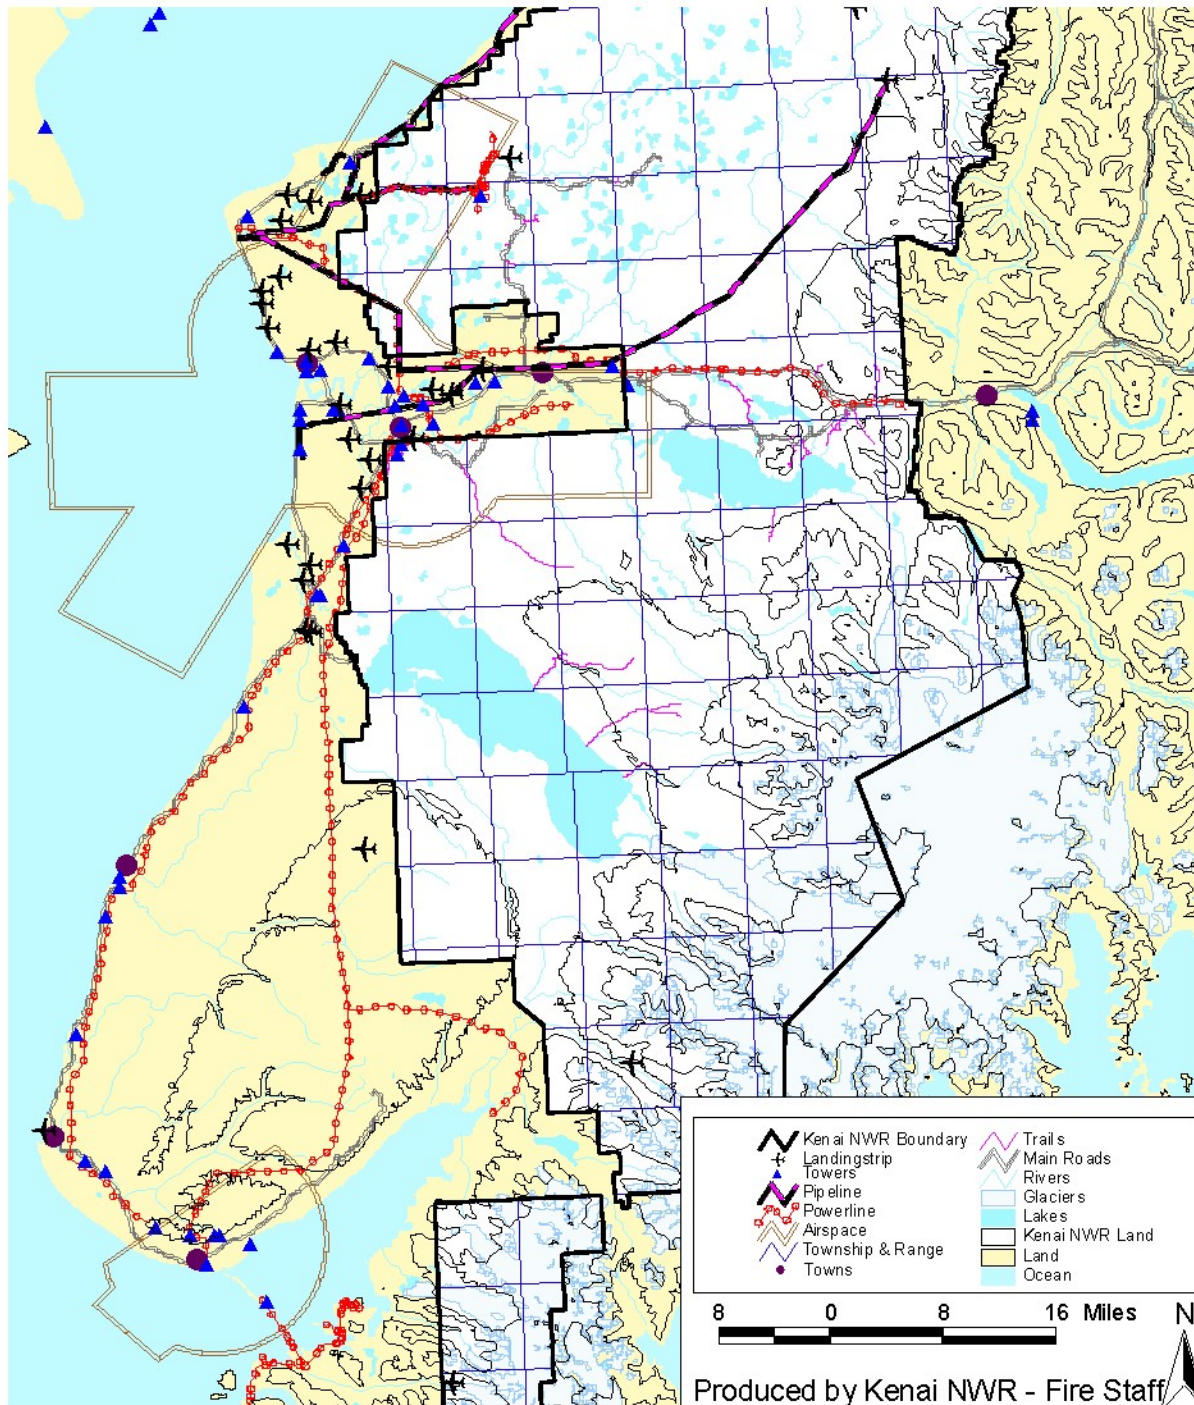 Kenai NWR Boundary
Landingstrip
Towers
Pipeline
Powerline
Airspace
Township & Range
Towns
Trails
Main Roads
Rivers
Glaciers
Lakes
Kenai NWR Land
Land
Ocean
8 0 8 16 Miles
N
Produced by Kenai NWR - Fire Staff